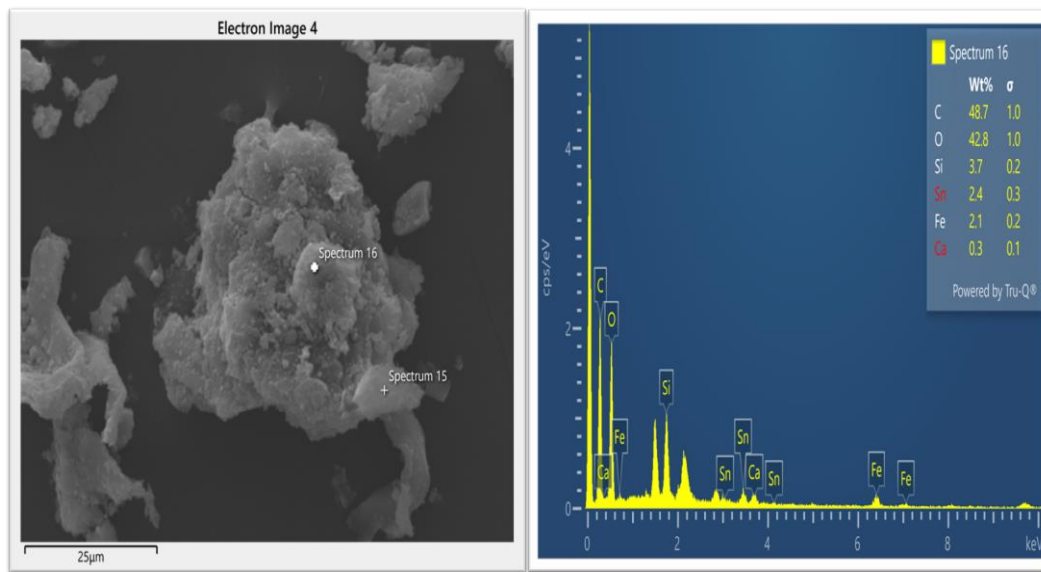 Electron Image 4
Spectrum 16
Spectrum 15
25µm
Spectrum 16
Wt% σ
C 48.7 1.0
O 42.8 1.0
Si 3.7 0.2
Sn 2.4 0.3
Fe 2.1 0.2
Ca 0.3 0.1
Powered by Tru-Q®
cps/eV
4
2
0
C
O
Si
Fe
Ca
Sn
Sn
Ca
Sn
Fe
Fe
0 2 4 6 8 keV